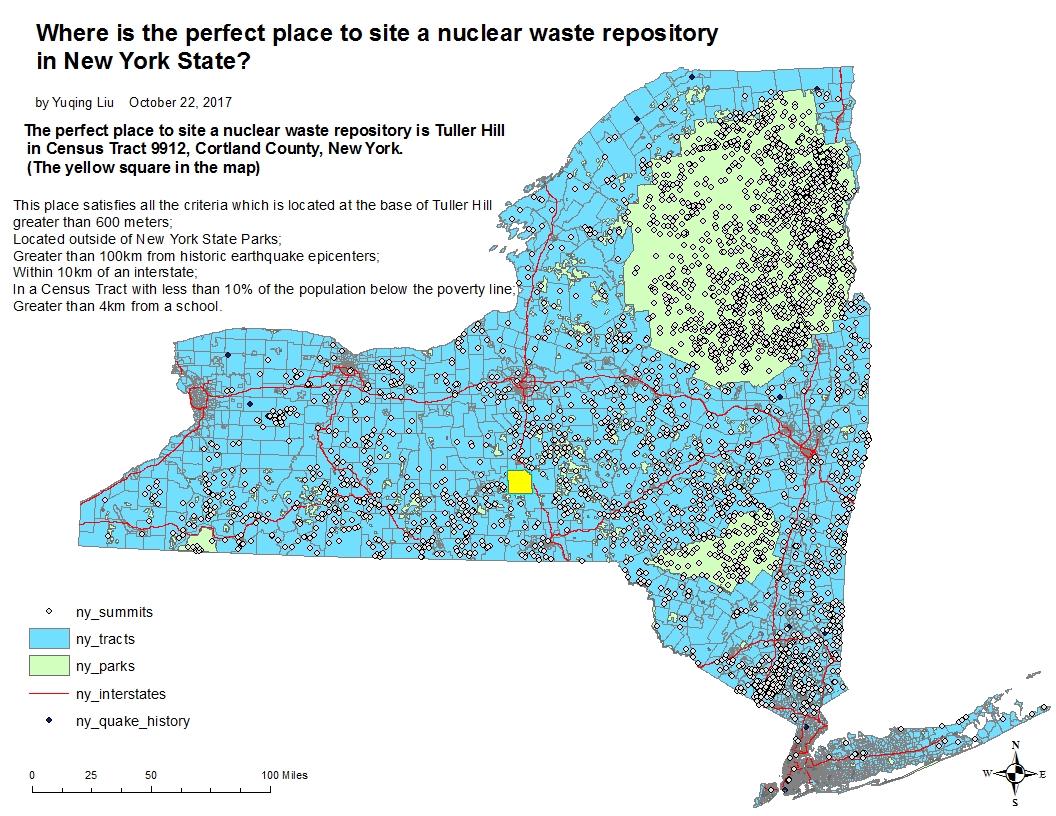 Where is the perfect place to site a nuclear waste repository
in New York State?
by Yuqing Liu October 22, 2017
The perfect place to site a nuclear waste repository is Tuller Hill
in Census Tract 9912, Cortland County, New York.
(The yellow square in the map)
This place satisfies all the criteria which is located at the base of Tuller Hill
greater than 600 meters;
Located outside of New York State Parks;
Greater than 100km from historic earthquake epicenters;
Within 10km of an interstate;
In a Census Tract with less than 10% of the population below the poverty line;
Greater than 4km from a school.
ny_summits
ny_tracts
ny_parks
ny_interstates
ny_quake_history
0 25 50 100 Miles
N
W E
S